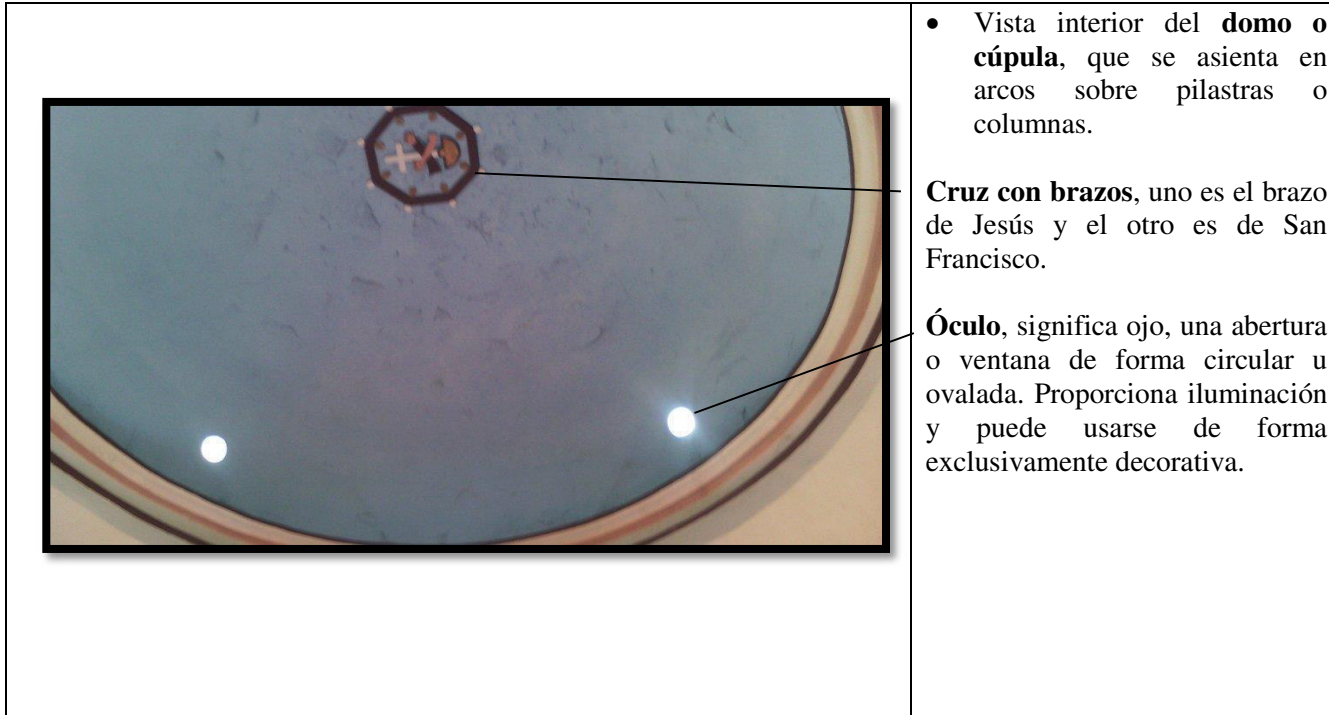 • Vista interior del domo o
cúpula, que se asienta en
arcos sobre pilastras o
columnas.
Cruz con brazos, uno es el brazo
de Jesús y el otro es de San
Francisco.
Óculo, significa ojo, una abertura
o ventana de forma circular u
ovalada. Proporciona iluminación
y puede usarse de forma
exclusivamente decorativa.